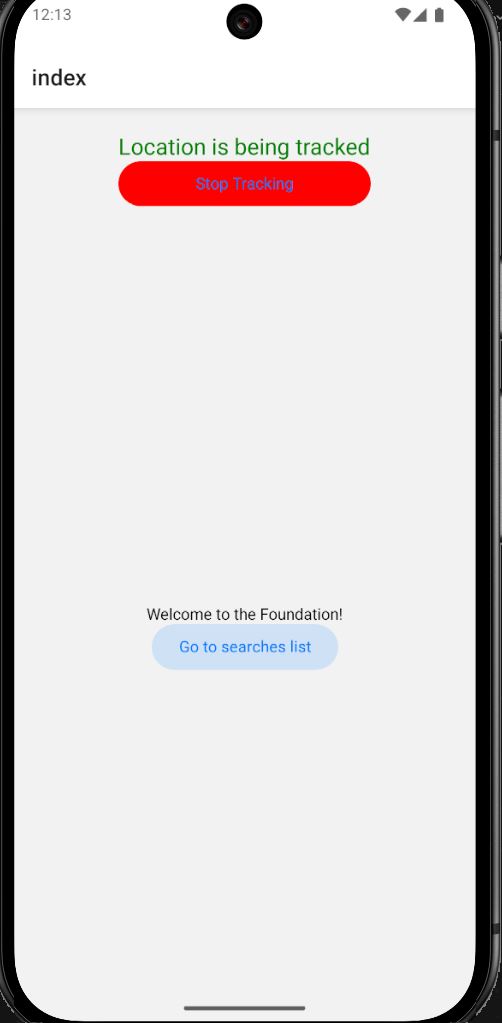 12:13
index
Location is being tracked
Stop Tracking
Welcome to the Foundation!
Go to searches list